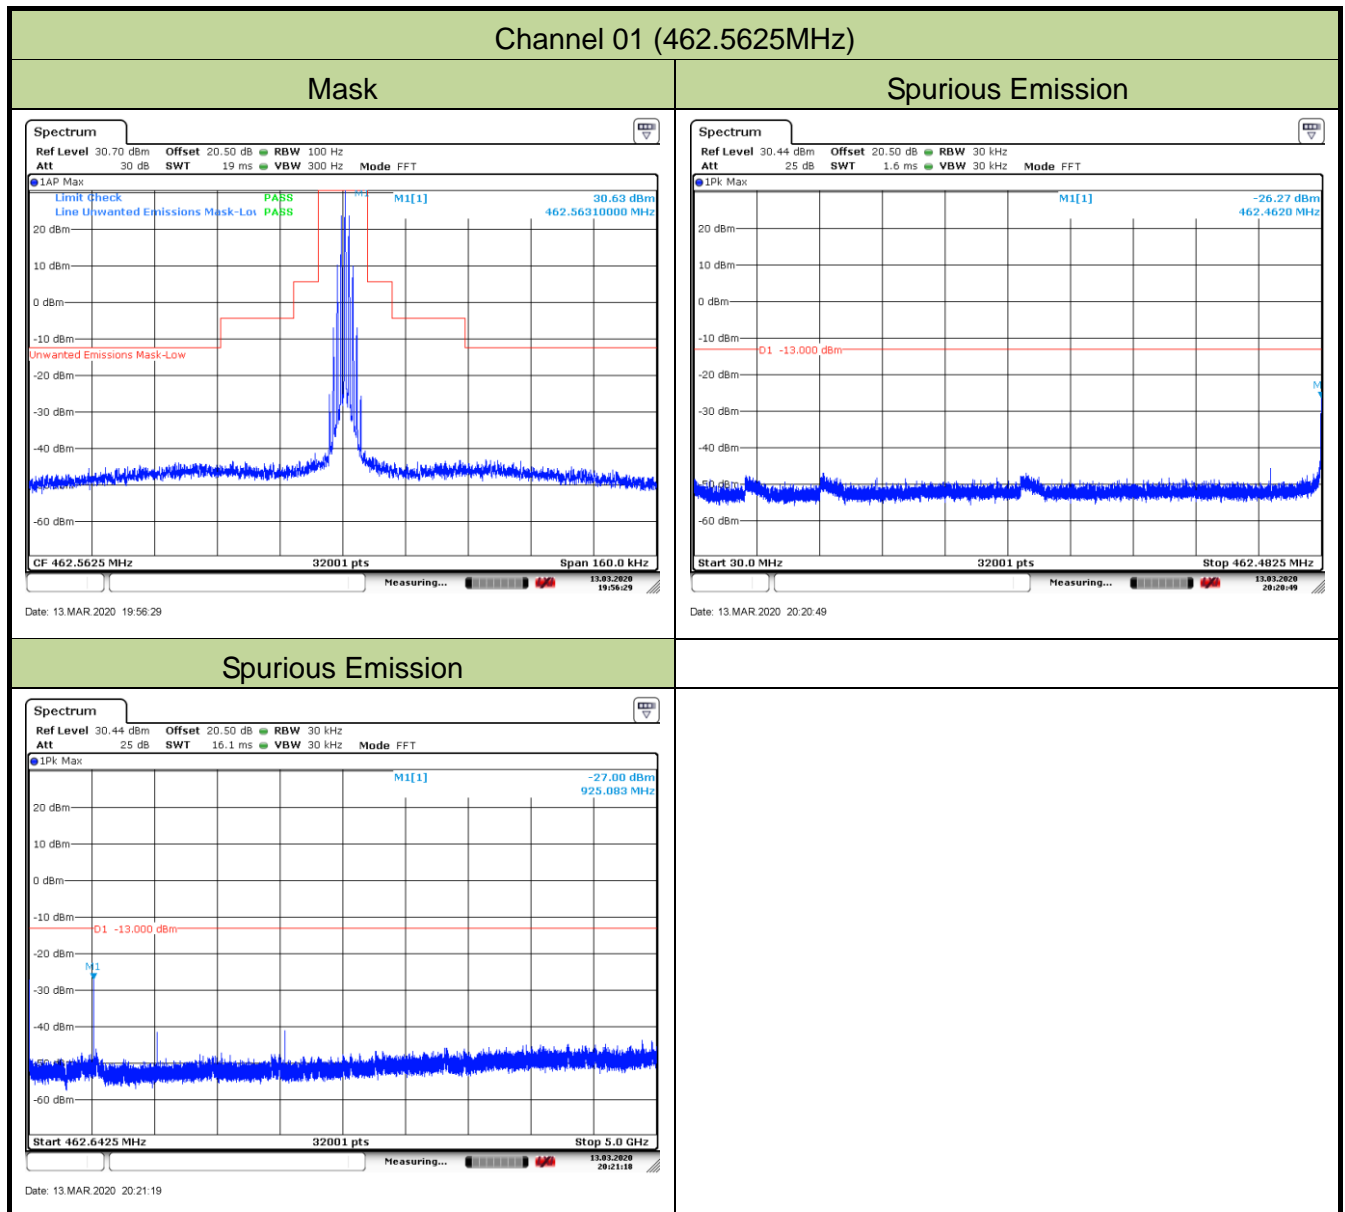 Channel 01 (462.5625MHz)
Mask
Spurious Emission
Spectrum
Ref Level 30.70 dBm Offset 20.50 dB RBW 100 Hz
Att 30 dB SWT 19 ms VBW 300 Hz Mode FFT
1AP Max
Limit Check PASS
Line Unwanted Emissions Mask-Lov PASS
M1
M1[1] 30.63 dBm
462.56310000 MHz
20 dBm
10 dBm
0 dBm
-10 dBm
Unwanted Emissions Mask-Low
-20 dBm
-30 dBm
-40 dBm
-60 dBm
CF 462.5625 MHz 32001 pts Span 160.0 kHz
Measuring... 13.03.2020
19:56:29
Date: 13.MAR.2020 19:56:29
Spectrum
Ref Level 30.44 dBm Offset 20.50 dB RBW 30 kHz
Att 25 dB SWT 1.6 ms VBW 30 kHz Mode FFT
1Pk Max
M1[1] -26.27 dBm
462.4620 MHz
20 dBm
10 dBm
0 dBm
-10 dBm
D1 -13.000 dBm
-20 dBm
M
-30 dBm
-40 dBm
-50 dBm
-60 dBm
Start 30.0 MHz 32001 pts Stop 462.4825 MHz
Measuring... 13.03.2020
20:20:49
Date: 13.MAR.2020 20:20:49
Spurious Emission
Spectrum
Ref Level 30.44 dBm Offset 20.50 dB RBW 30 kHz
Att 25 dB SWT 16.1 ms VBW 30 kHz Mode FFT
1Pk Max
M1[1] -27.00 dBm
925.083 MHz
20 dBm
10 dBm
0 dBm
-10 dBm
D1 -13.000 dBm
-20 dBm
M1
-30 dBm
-40 dBm
-60 dBm
Start 462.6425 MHz 32001 pts Stop 5.0 GHz
Measuring... 13.03.2020
20:21:18
Date: 13.MAR.2020 20:21:19